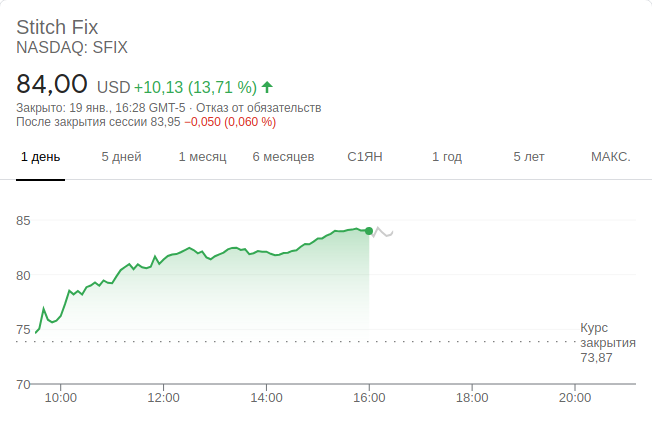 Stitch Fix
NASDAQ: SFIX
84,00 USD +10,13 (13,71 %)
Закрыто: 19 янв., 16:28 GMT-5 · Отказ от обязательств
После закрытия сессии 83,95 −0,050 (0,060 %)
1 день 5 дней 1 месяц 6 месяцев С1ЯН 1 год 5 лет МАКС.
85
80
75
Курс
закрытия
73,87
70
10:00 12:00 14:00 16:00 18:00 20:00